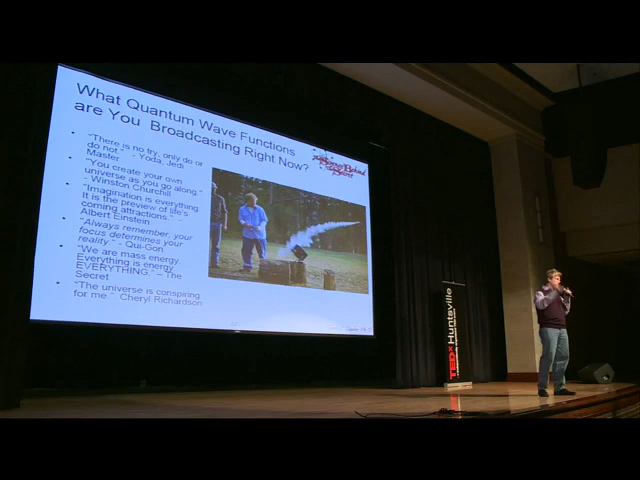 What Quantum Wave Functions
are You Broadcasting Right Now?
• "There is no try, only do or
do not." - Yoda, Jedi
Master
• "You create your own
universe as you go along."
- Winston Churchill
• "Imagination is everything.
It is the preview of life's
coming attractions." -
Albert Einstein
• "Always remember, your
focus determines your
reality." - Qui-Gon
• "We are mass energy.
Everything is energy.
EVERYTHING." – The
Secret
• "The universe is conspiring
for me." Cheryl Richardson
Behind
TEDxHuntsville